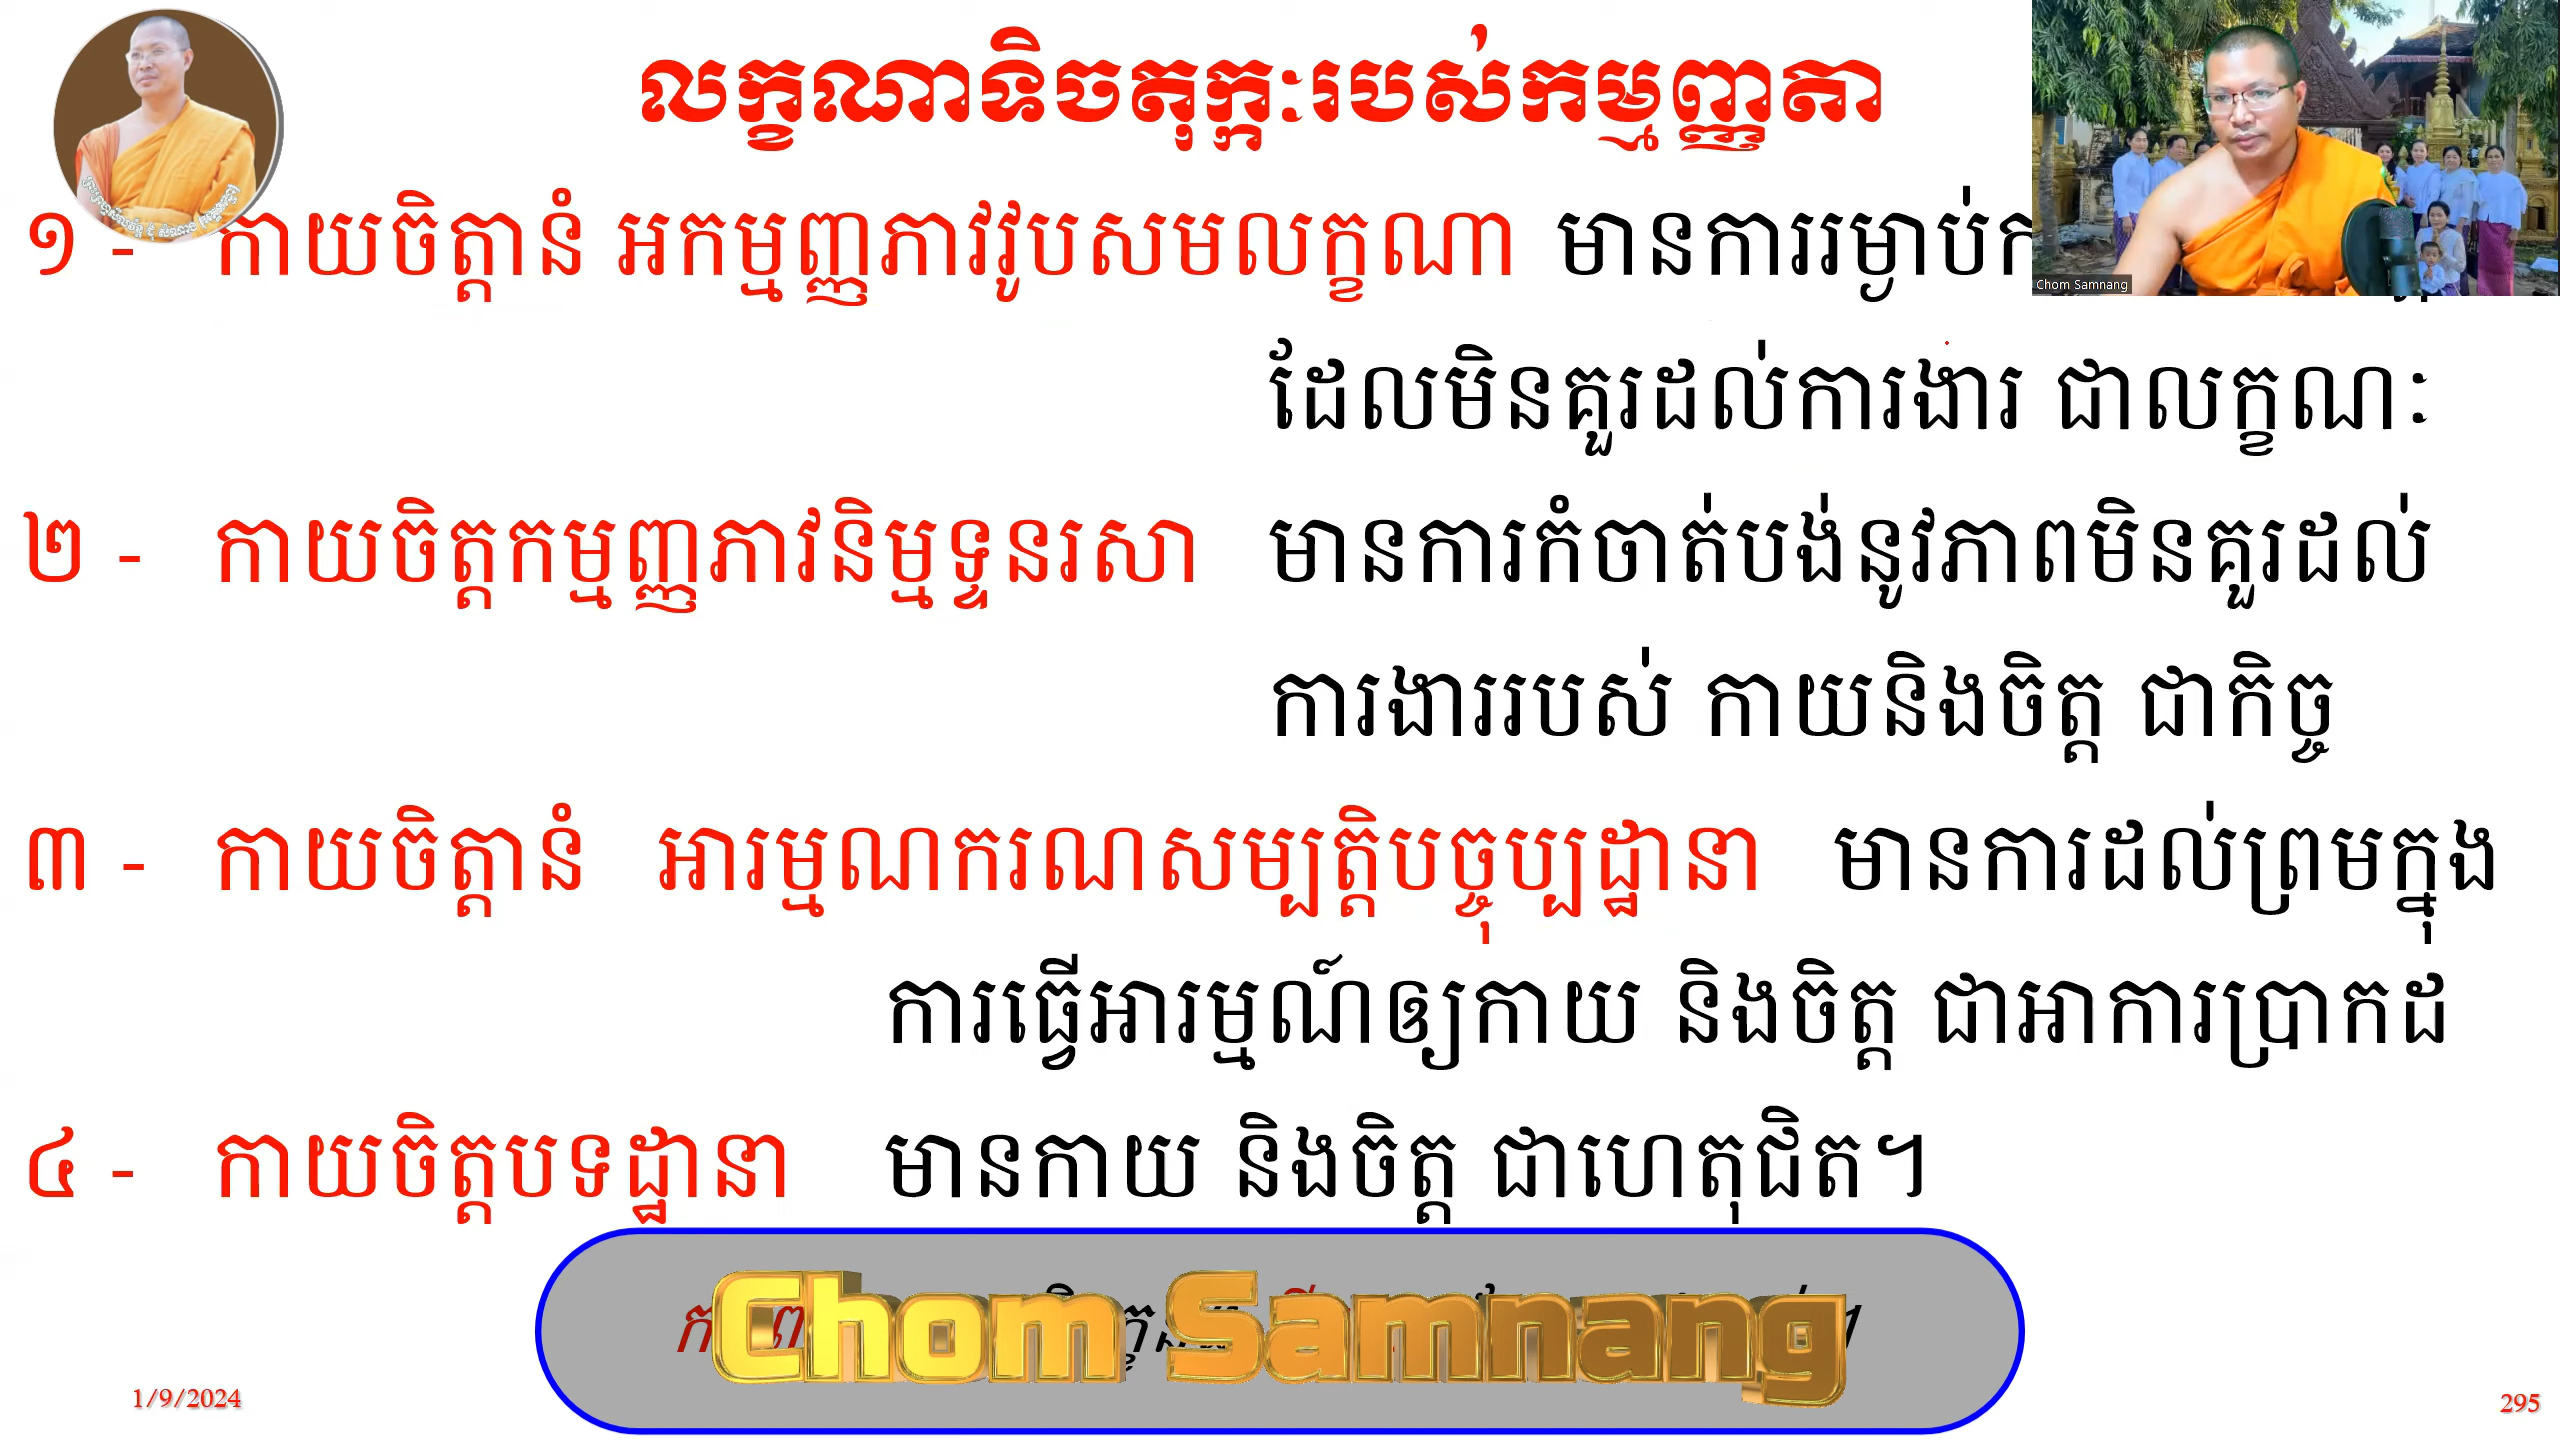 លក្ខណាទិចតុក្កៈរបស់កម្មញ្ញតា
១ - កាយចិត្តានំ អកម្មញ្ញភាវវូបសមលក្ខណា មានការរម្ងាប់
Chom Samnang
ដែលមិនគួរដល់ការងារ ជាលក្ខណៈ
២ - កាយចិត្តកម្មញ្ញភាវនិម្មទ្ទនរសា មានការកំចាត់បង់នូវភាពមិនគួរដល់
ការងាររបស់ កាយនិងចិត្ត ជាកិច្ច
៣ - កាយចិត្តានំ អារម្មណករណសម្បត្តិបច្ចុប្បដ្ឋានា មានការដល់ព្រមក្នុង
ការធ្វើអារម្មណ៍ឲ្យកាយ និងចិត្ត ជាអាការប្រាកដ
៤ - កាយចិត្តបទដ្ឋានា មានកាយ និងចិត្ត ជាហេតុជិត។
Chom Samnang
1/9/2024
295